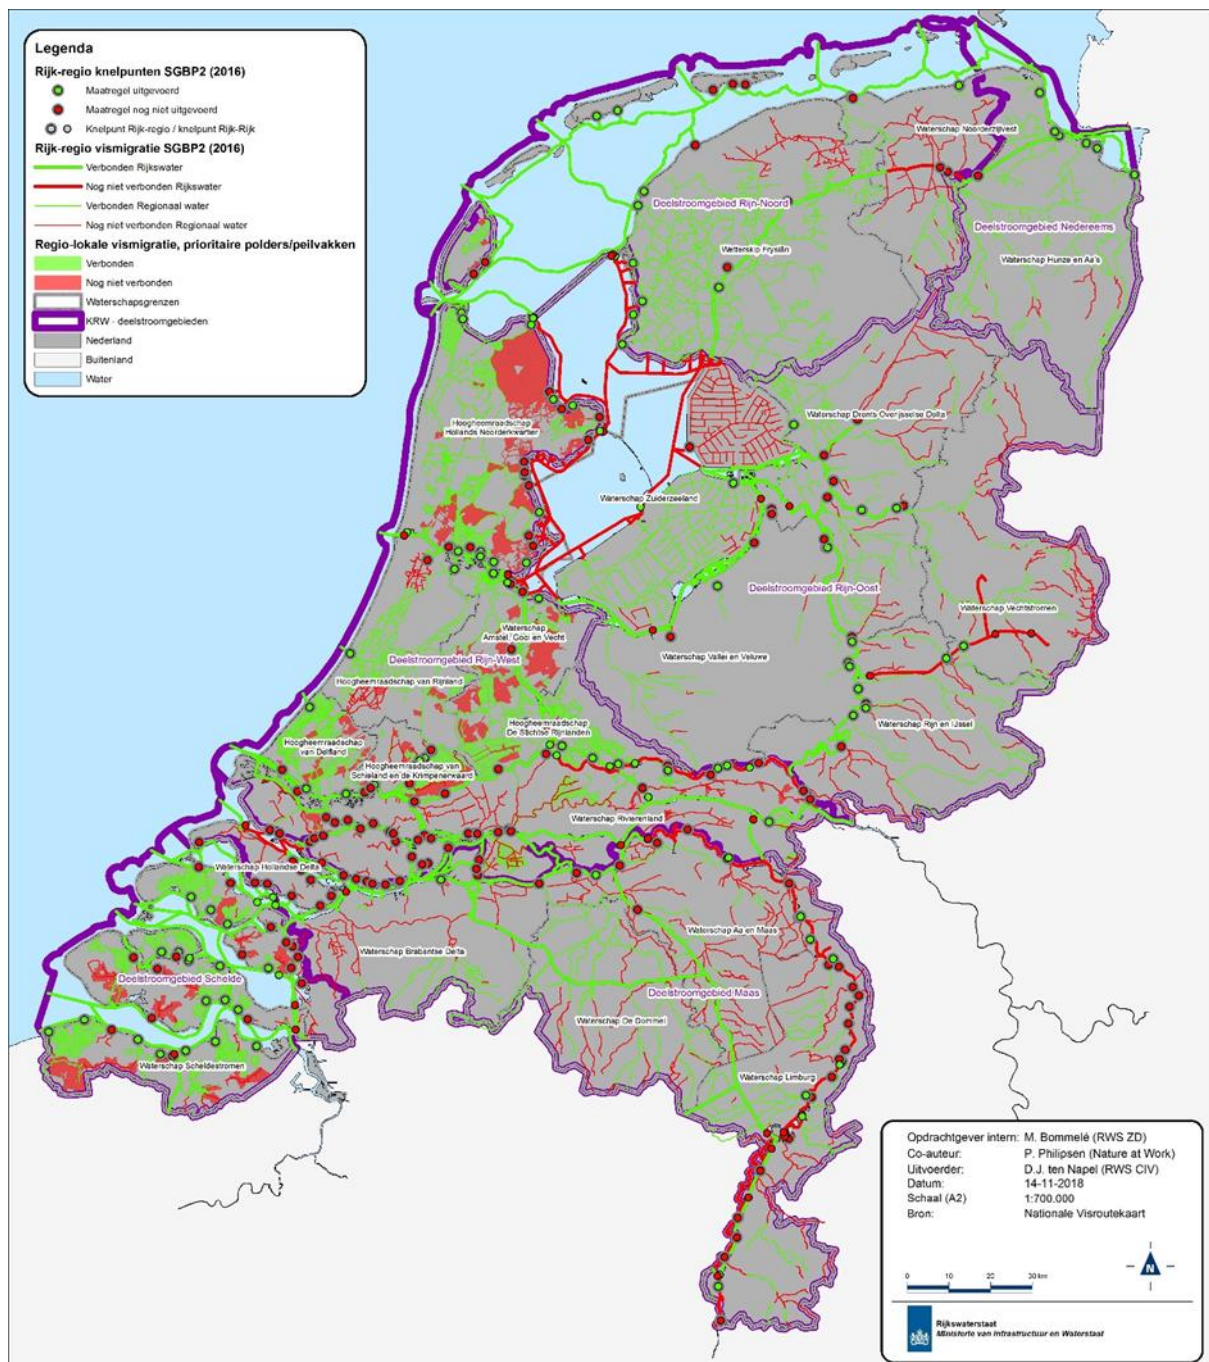 Legenda
Rijk-regio knelpunten SGBP2 (2016)
Maatregel uitgevoerd
Maatregel nog niet uitgevoerd
Knelpunt Rijk-regio / knelpunt Rijk-Rijk
Rijk-regio vismigratie SGBP2 (2016)
Verbonden Rijkswater
Nog niet verbonden Rijkswater
Verbonden Regionaal water
Nog niet verbonden Regionaal water
Regio-lokale vismigratie, prioritaire polders/peilvakken
Verbonden
Nog niet verbonden
Waterschapsgrenzen
KRW - deelstroomgebieden
Nederland
Buitenland
Water
Waterschap Noorderzijlvest
Deelstroomgebied Rijn-Noord
Deelstroomgebied Nedereems
Wetterskip Fryslân
Waterschap Hunze en Aa's
Hoogheemraadschap
Hollands Noorderkwartier
Waterschap Drents Overijsselse Delta
Waterschap Zuiderzeeland
Deelstroomgebied Rijn-Oost
Waterschap Vechtstromen
Waterschap
Amstel, Gooi en Vecht
Deelstroomgebied Rijn-West
Waterschap Vallei en Veluwe
Hoogheemraadschap van Rijnland
Waterschap Rijn en IJssel
Hoogheemraadschap
De Stichtse Rijnlanden
Hoogheemraadschap
van Delfland
Hoogheemraadschap van
Schieland en de Krimpenerwaard
Waterschap Rivierenland
Waterschap Hollandse Delta
Waterschap Aa en Maas
Waterschap Brabantse Delta
Deelstroomgebied Schelde
Deelstroomgebied Maas
Waterschap De Dommel
Waterschap Scheldestromen
Waterschap Limburg
Opdrachtgever intern: M. Bommelé (RWS ZD)
Co-auteur: P. Philipsen (Nature at Work)
Uitvoerder: D.J. ten Napel (RWS CIV)
Datum: 14-11-2018
Schaal (A2) 1:700.000
Bron: Nationale Visroutekaart
0 10 20 30 km
N
Rijkswaterstaat
Ministerie van Infrastructuur en Waterstaat